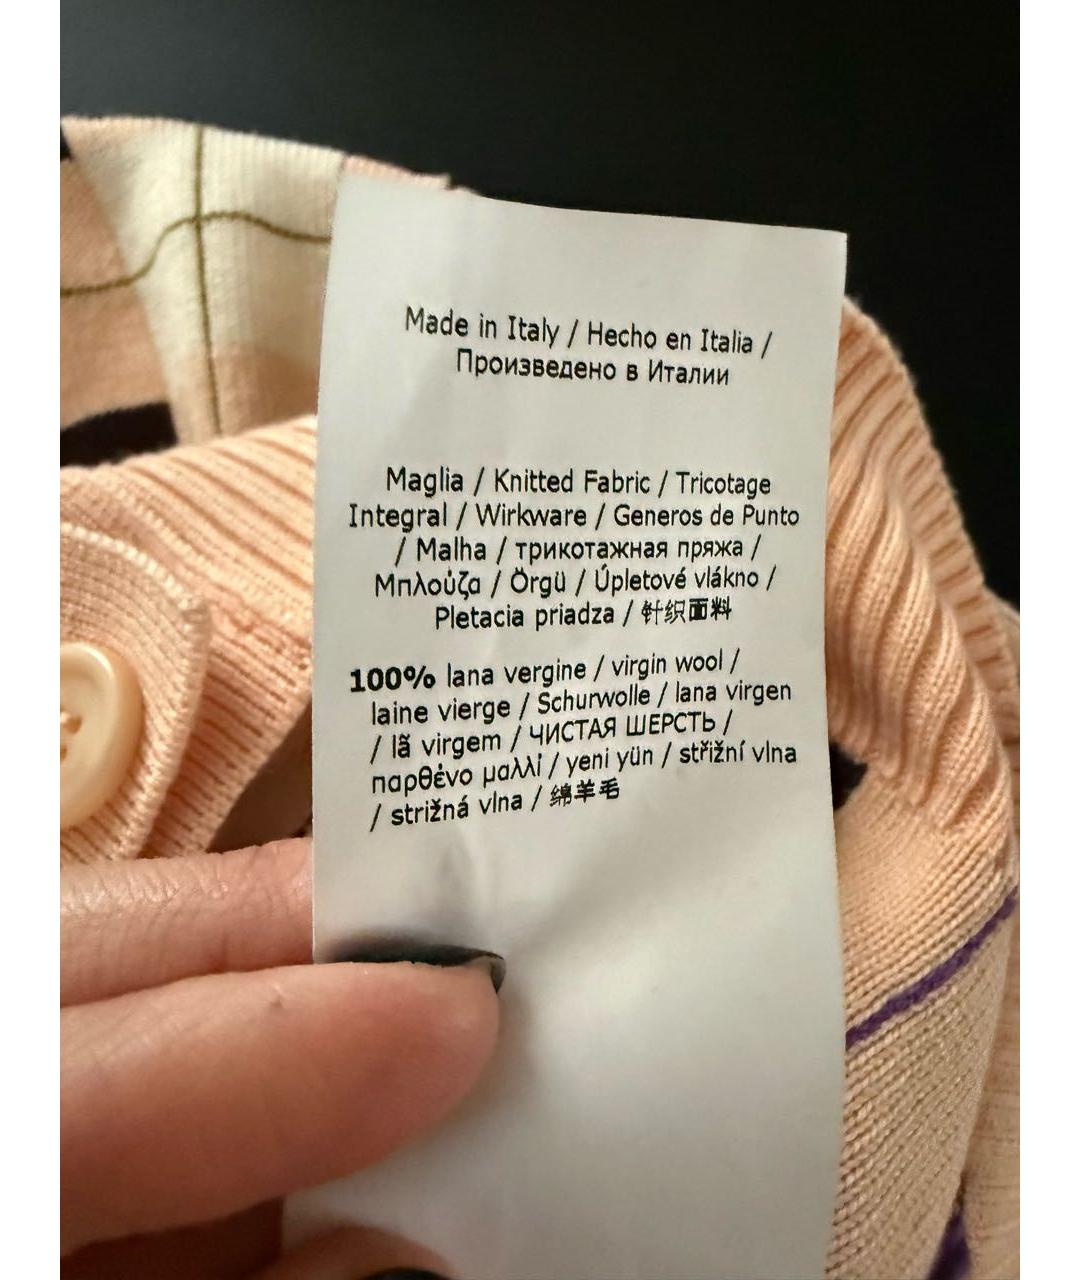 Made in Italy / Hecho en Italia /
Произведено в Италии
Maglia / Knitted Fabric / Tricotage
Integral / Wirkware / Generos de Punto
/ Malha / трикотажная пряжа /
Μπλούζα / Örgü / Úpletové vlákno /
Pletacia priadza / 针织面料
100% lana vergine / virgin wool /
laine vierge / Schurwolle / lana virgen
/ lã virgem / ЧИСТАЯ ШЕРСТЬ /
παρθένο μαλλί / yeni yün / střižní vlna
/ strižná vlna / 绵羊毛